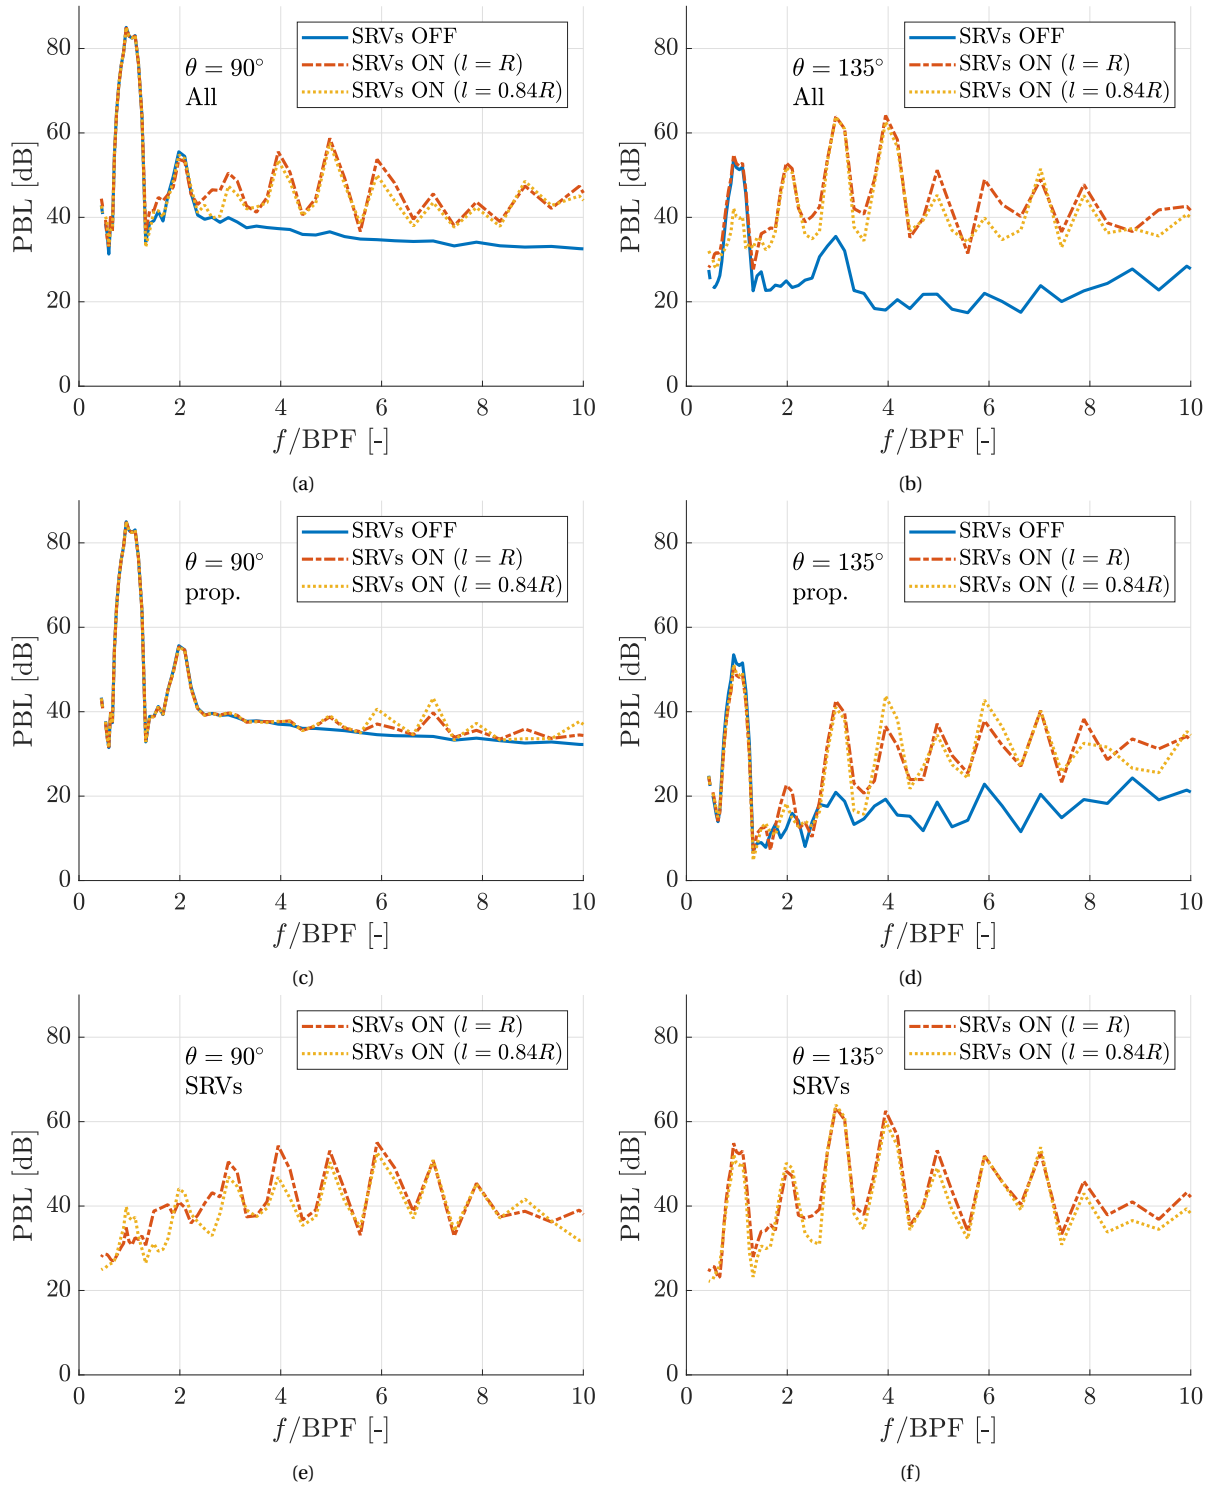 SRVs OFF
SRVs ON (l = R)
SRVs ON (l = 0.84R)
θ = 90°
All
80
60
40
20
0
PBL [dB]
0 2 4 6 8 10
f/BPF [-]
(a)
SRVs OFF
SRVs ON (l = R)
SRVs ON (l = 0.84R)
θ = 135°
All
80
60
40
20
0
PBL [dB]
0 2 4 6 8 10
f/BPF [-]
(b)
SRVs OFF
SRVs ON (l = R)
SRVs ON (l = 0.84R)
θ = 90°
prop.
80
60
40
20
0
PBL [dB]
0 2 4 6 8 10
f/BPF [-]
(c)
SRVs OFF
SRVs ON (l = R)
SRVs ON (l = 0.84R)
θ = 135°
prop.
80
60
40
20
0
PBL [dB]
0 2 4 6 8 10
f/BPF [-]
(d)
SRVs ON (l = R)
SRVs ON (l = 0.84R)
θ = 90°
SRVs
80
60
40
20
0
PBL [dB]
0 2 4 6 8 10
f/BPF [-]
(e)
SRVs ON (l = R)
SRVs ON (l = 0.84R)
θ = 135°
SRVs
80
60
40
20
0
PBL [dB]
0 2 4 6 8 10
f/BPF [-]
(f)